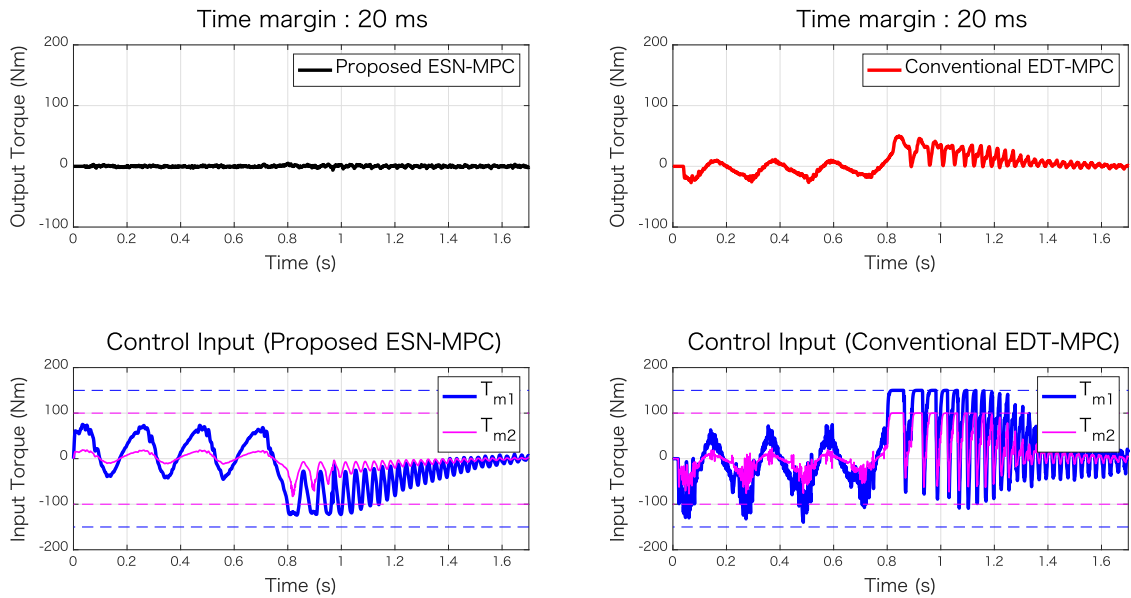 Time margin : 20 ms
Output Torque (Nm)
200
100
0
-100
Proposed ESN-MPC
0 0.2 0.4 0.6 0.8 1 1.2 1.4 1.6
Time (s)
Time margin : 20 ms
Output Torque (Nm)
200
100
0
-100
Conventional EDT-MPC
0 0.2 0.4 0.6 0.8 1 1.2 1.4 1.6
Time (s)
Control Input (Proposed ESN-MPC)
Input Torque (Nm)
200
100
0
-100
-200
Tm1
Tm2
0 0.2 0.4 0.6 0.8 1 1.2 1.4 1.6
Time (s)
Control Input (Conventional EDT-MPC)
Input Torque (Nm)
200
100
0
-100
-200
Tm1
Tm2
0 0.2 0.4 0.6 0.8 1 1.2 1.4 1.6
Time (s)